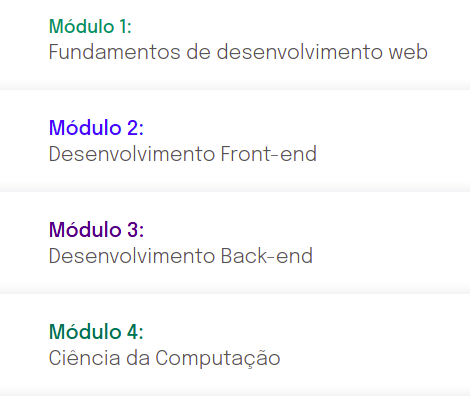 Módulo 1:
Fundamentos de desenvolvimento web
Módulo 2:
Desenvolvimento Front-end
Módulo 3:
Desenvolvimento Back-end
Módulo 4:
Ciência da Computação